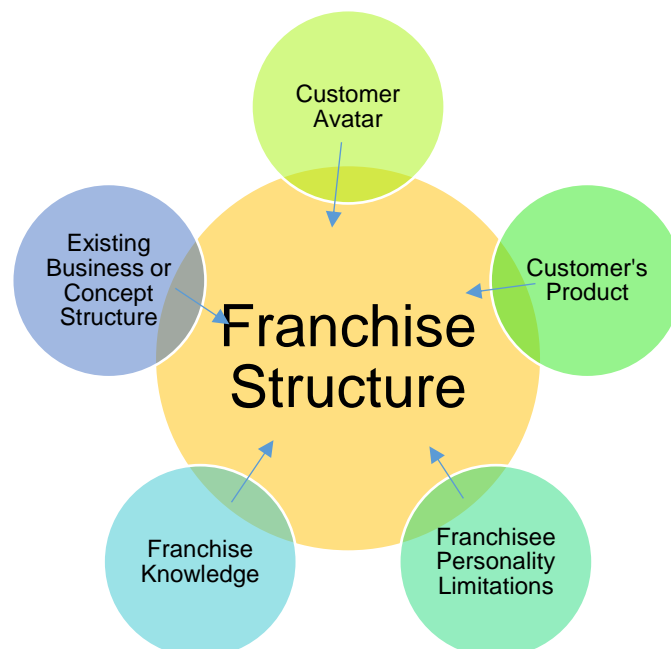 Customer
Avatar
Existing
Business or
Concept
Structure
Customer's
Product
Franchise
Structure
Franchise
Knowledge
Franchisee
Personality
Limitations